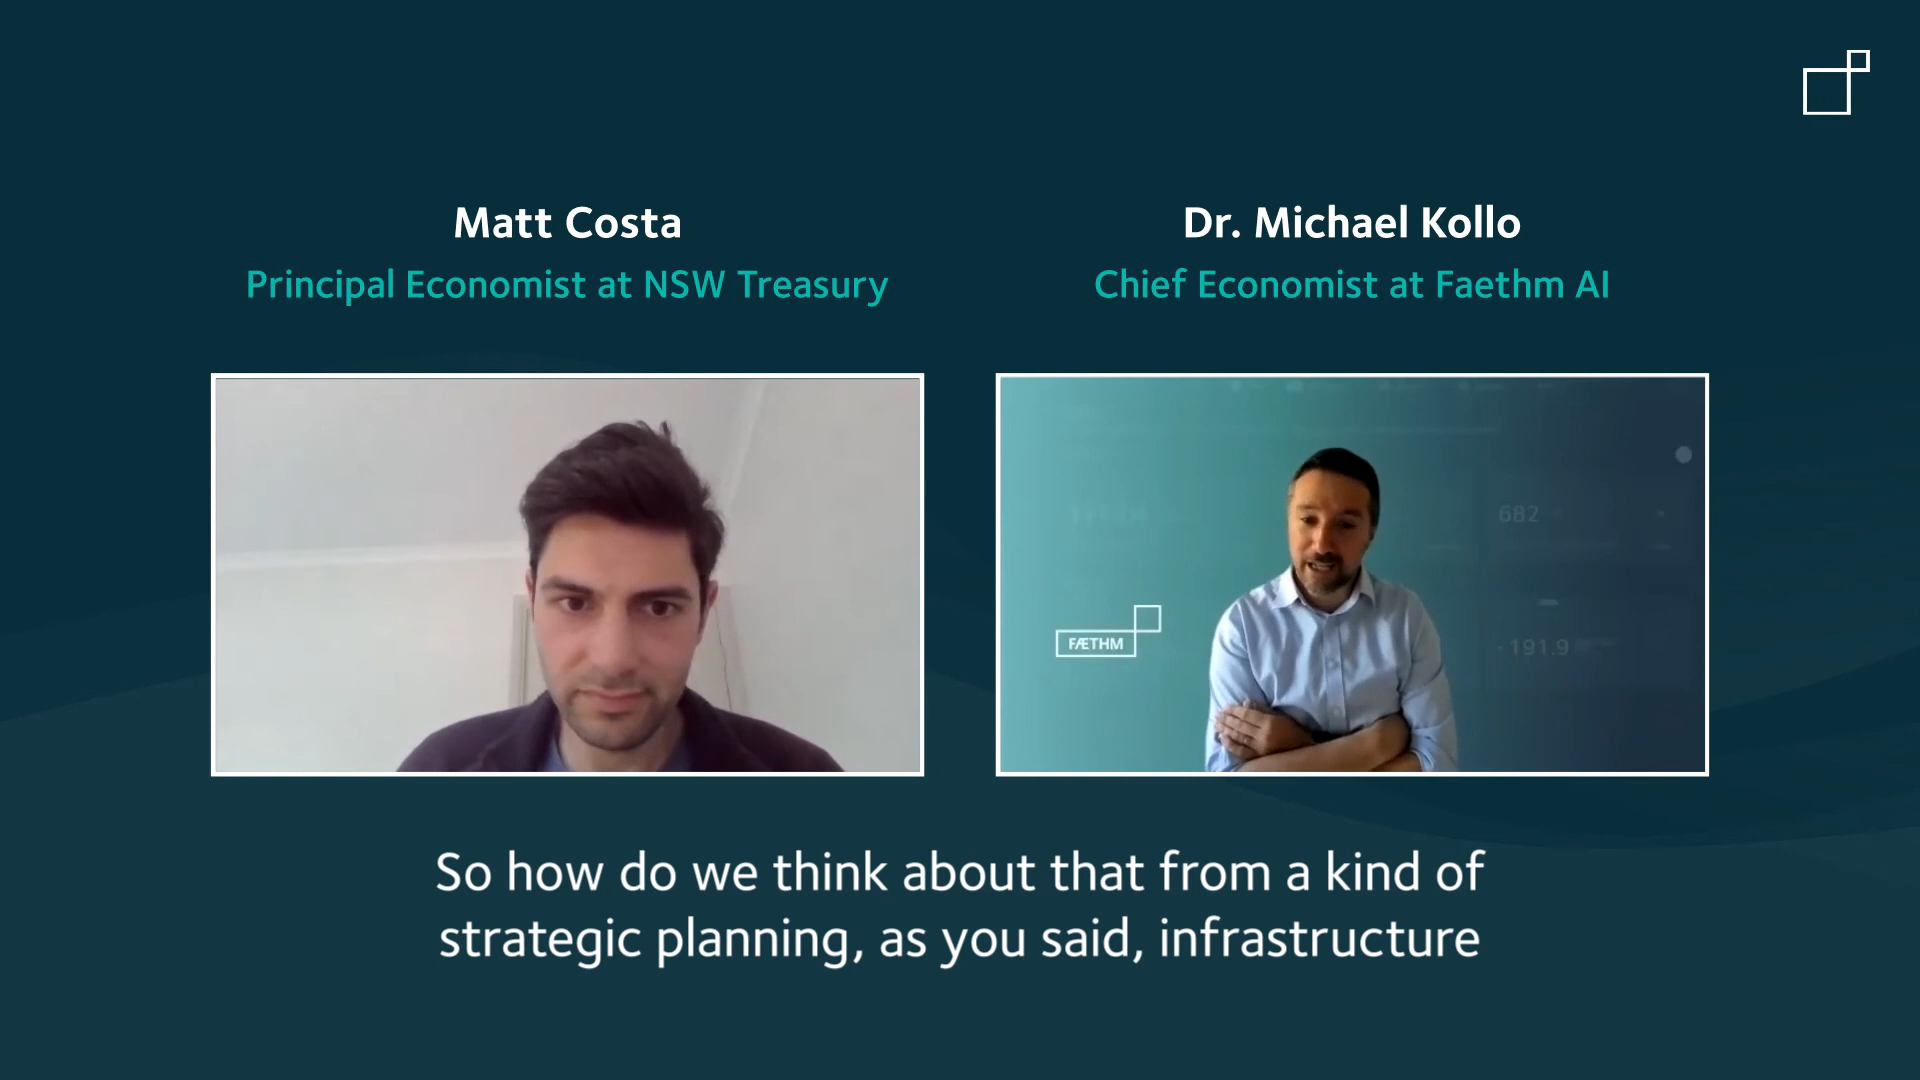 Matt Costa
Principal Economist at NSW Treasury
Dr. Michael Kollo
Chief Economist at Faethm AI
682
FÆTHM
-191.9
So how do we think about that from a kind of
strategic planning, as you said, infrastructure